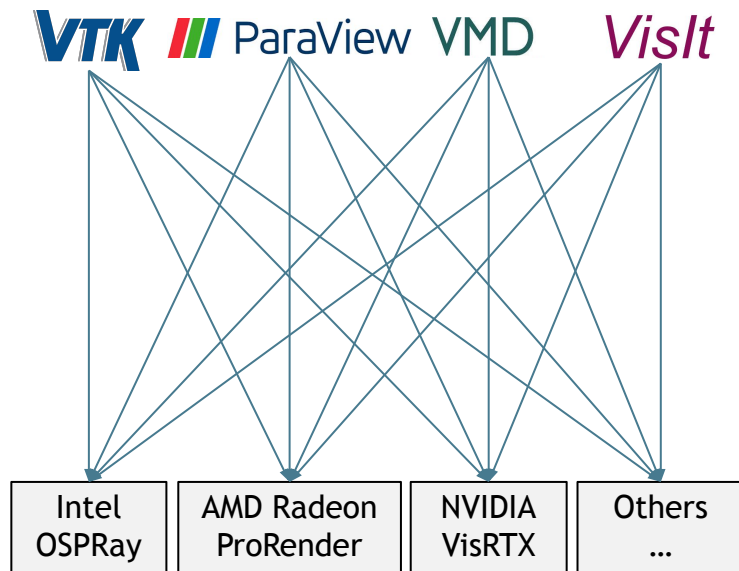 VTK ParaView VMD VisIt
Intel AMD Radeon NVIDIA Others
OSPRay ProRender VisRTX ...